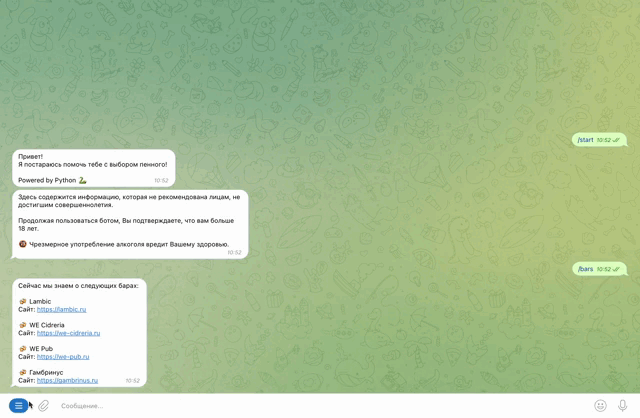 /start 10:52
Привет!
Я постараюсь помочь тебе с выбором пенного!
Powered by Python 🐍
10:52
Здесь содержится информацию, которая не рекомендована лицам, не
достигшим совершеннолетия.
Продолжая пользоваться ботом, Вы подтверждаете, что вам больше
18 лет.
🔞 Чрезмерное употребление алкоголя вредит Вашему здоровью.
10:52
/bars 10:52
Сейчас мы знаем о следующих барах:
🍻 Lambic
Сайт: https://lambic.ru
🍻 WE Cidreria
Сайт: https://we-cidreria.ru
🍻 WE Pub
Сайт: https://we-pub.ru
🍻 Гамбринус
Сайт: https://gambrinus.ru 10:52
Сообщение...